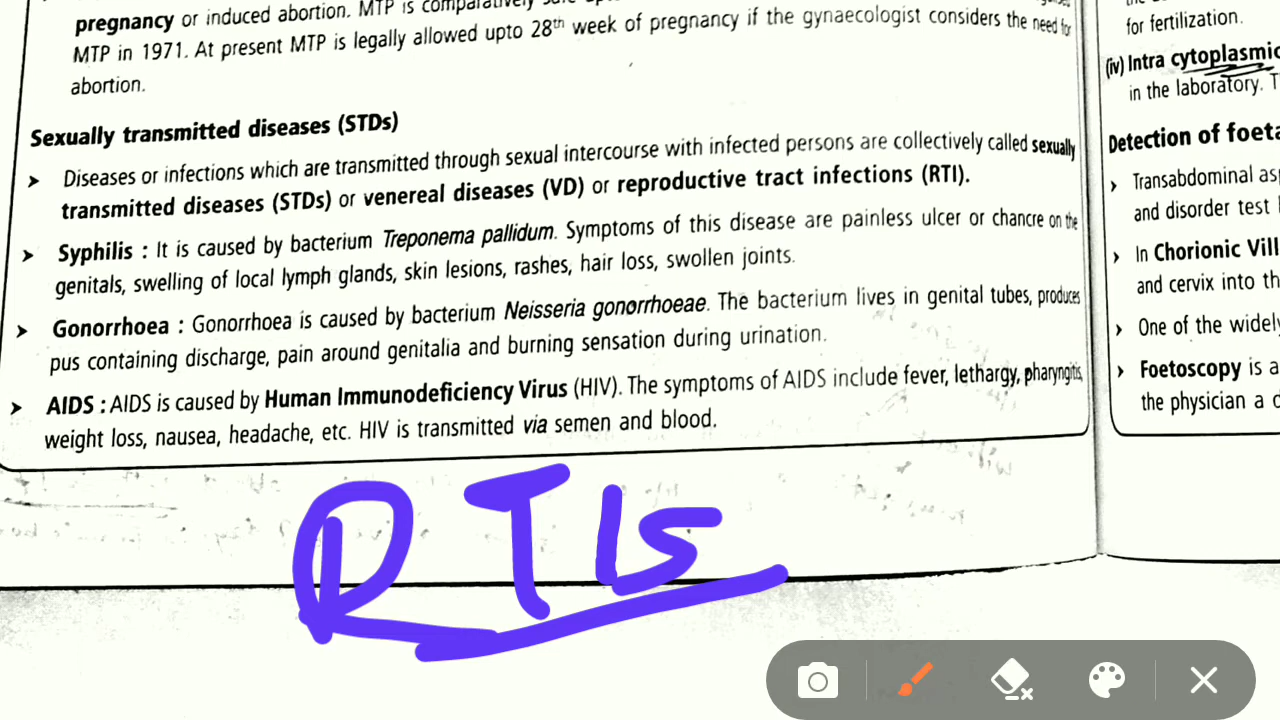 pregnancy or induced abortion. MTP is comparatively safe
MTP in 1971. At present MTP is legally allowed upto 28th week of pregnancy if the gynaecologist considers the need for
abortion.
Sexually transmitted diseases (STDs)
➤ Diseases or infections which are transmitted through sexual intercourse with infected persons are collectively called sexually
transmitted diseases (STDs) or venereal diseases (VD) or reproductive tract infections (RTI).
➤ Syphilis : It is caused by bacterium Treponema pallidum. Symptoms of this disease are painless ulcer or chancre on the
genitals, swelling of local lymph glands, skin lesions, rashes, hair loss, swollen joints.
➤ Gonorrhoea : Gonorrhoea is caused by bacterium Neisseria gonorrhoeae. The bacterium lives in genital tubes, produces
pus containing discharge, pain around genitalia and burning sensation during urination.
➤ AIDS : AIDS is caused by Human Immunodeficiency Virus (HIV). The symptoms of AIDS include fever, lethargy, pharyngitis,
weight loss, nausea, headache, etc. HIV is transmitted via semen and blood.
RTIs
for fertilization.
(iv) Intra cytoplasmic
in the laboratory.
Detection of
› Transabdominal
and disorder test
› In Chorionic
and cervix into
› One of the
› Foetoscopy is a
the physician a